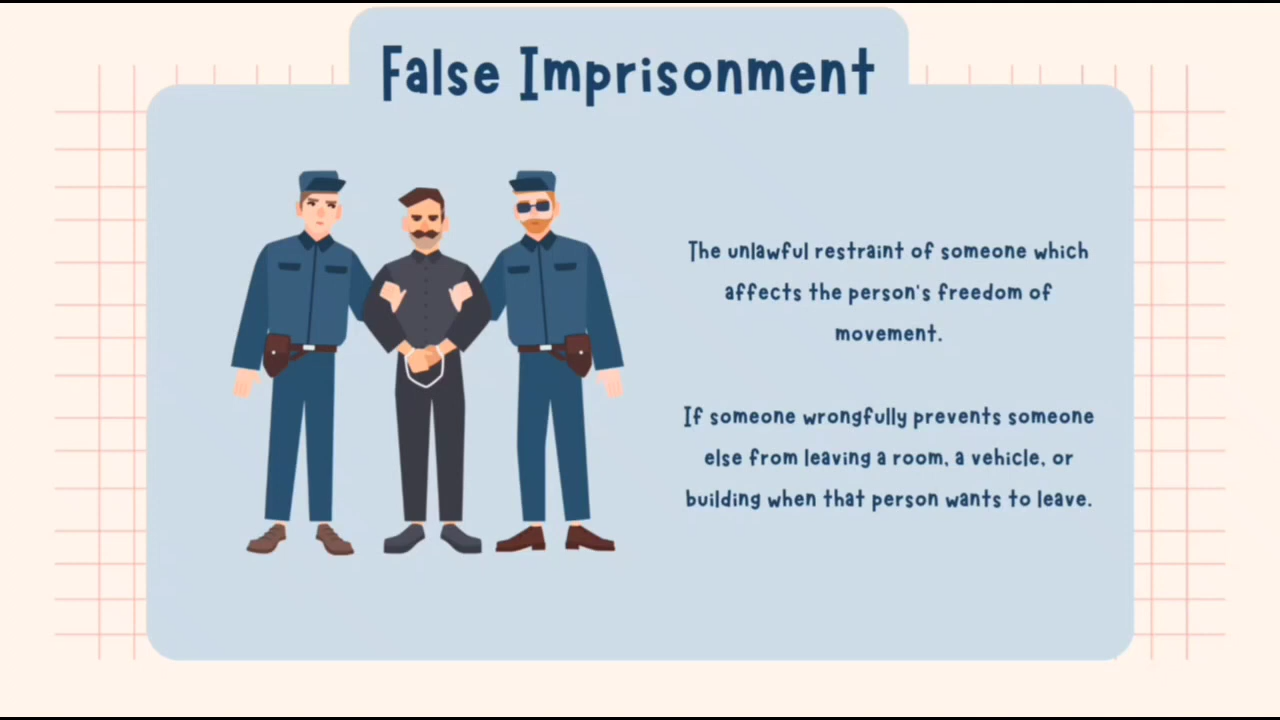 False Imprisonment
The unlawful restraint of someone which
affects the person's freedom of
movement.
If someone wrongfully prevents someone
else from leaving a room, a vehicle, or
building when that person wants to leave.